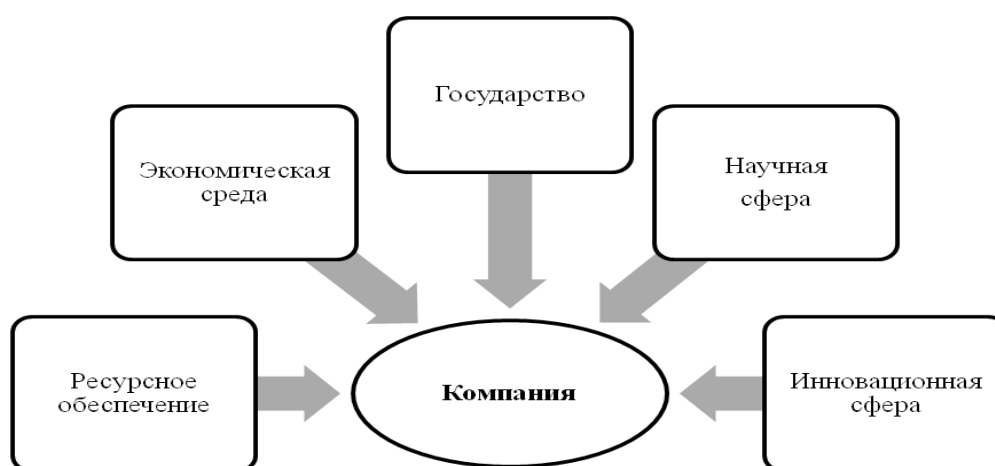 Государство
Экономическая
среда
Научная
сфера
Ресурсное
обеспечение
Компания
Инновационная
сфера